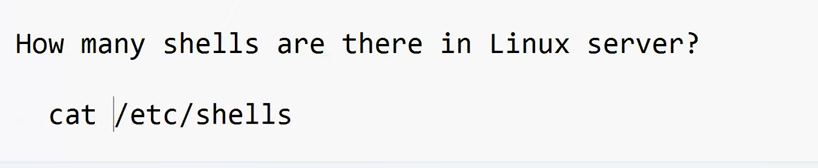 How many shells are there in Linux server?
cat /etc/shells